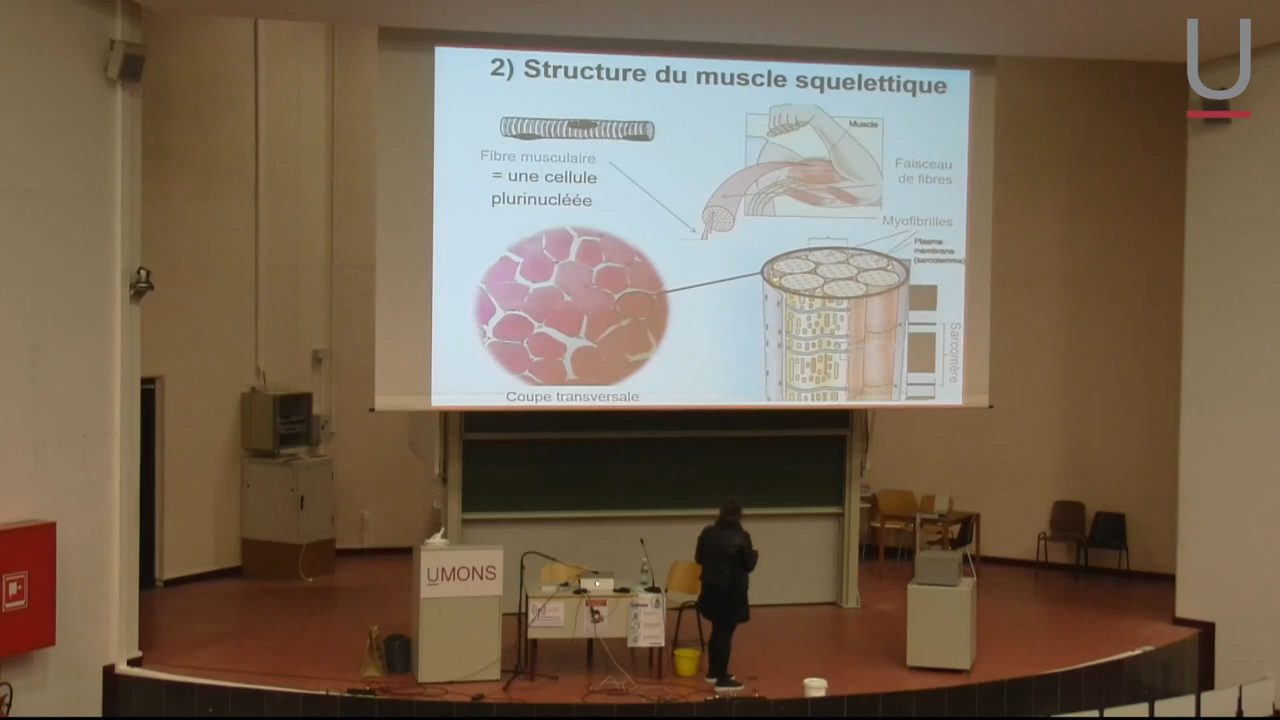 2) Structure du muscle squelettique
Muscle
Fibre musculaire
= une cellule
plurinucléée
Faisceau
de fibres
Myofibrilles
Plasma
membrane
(sarcolemma)
Sarcomère
Coupe transversale
UMONS
U